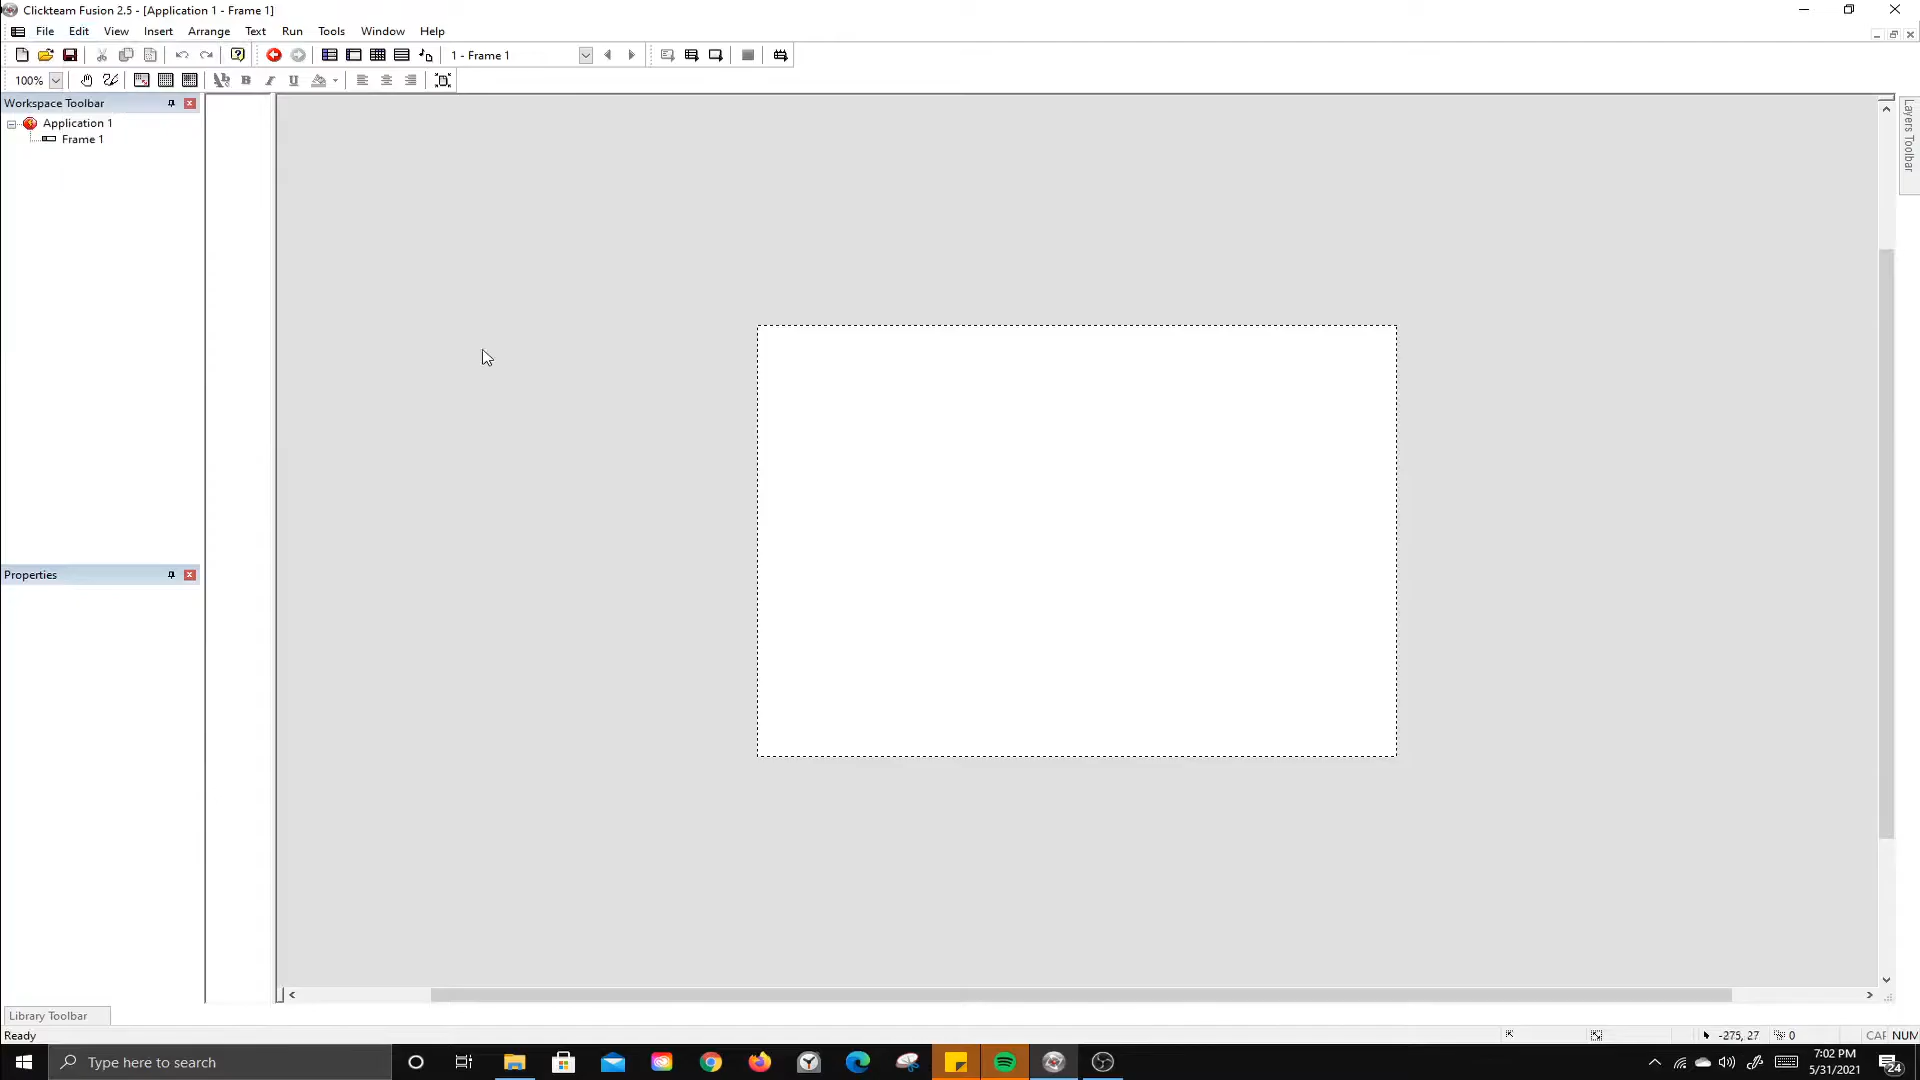 Clickteam Fusion 2.5 - [Application 1 - Frame 1]
File Edit View Insert Arrange Text Run Tools Window Help
1 - Frame 1
100%
Workspace Toolbar
Layers Toolbar
Application 1
Frame 1
Properties
Library Toolbar
Ready
-275, 27
0
CAP NUM
Type here to search
7:02 PM
5/31/2021
24